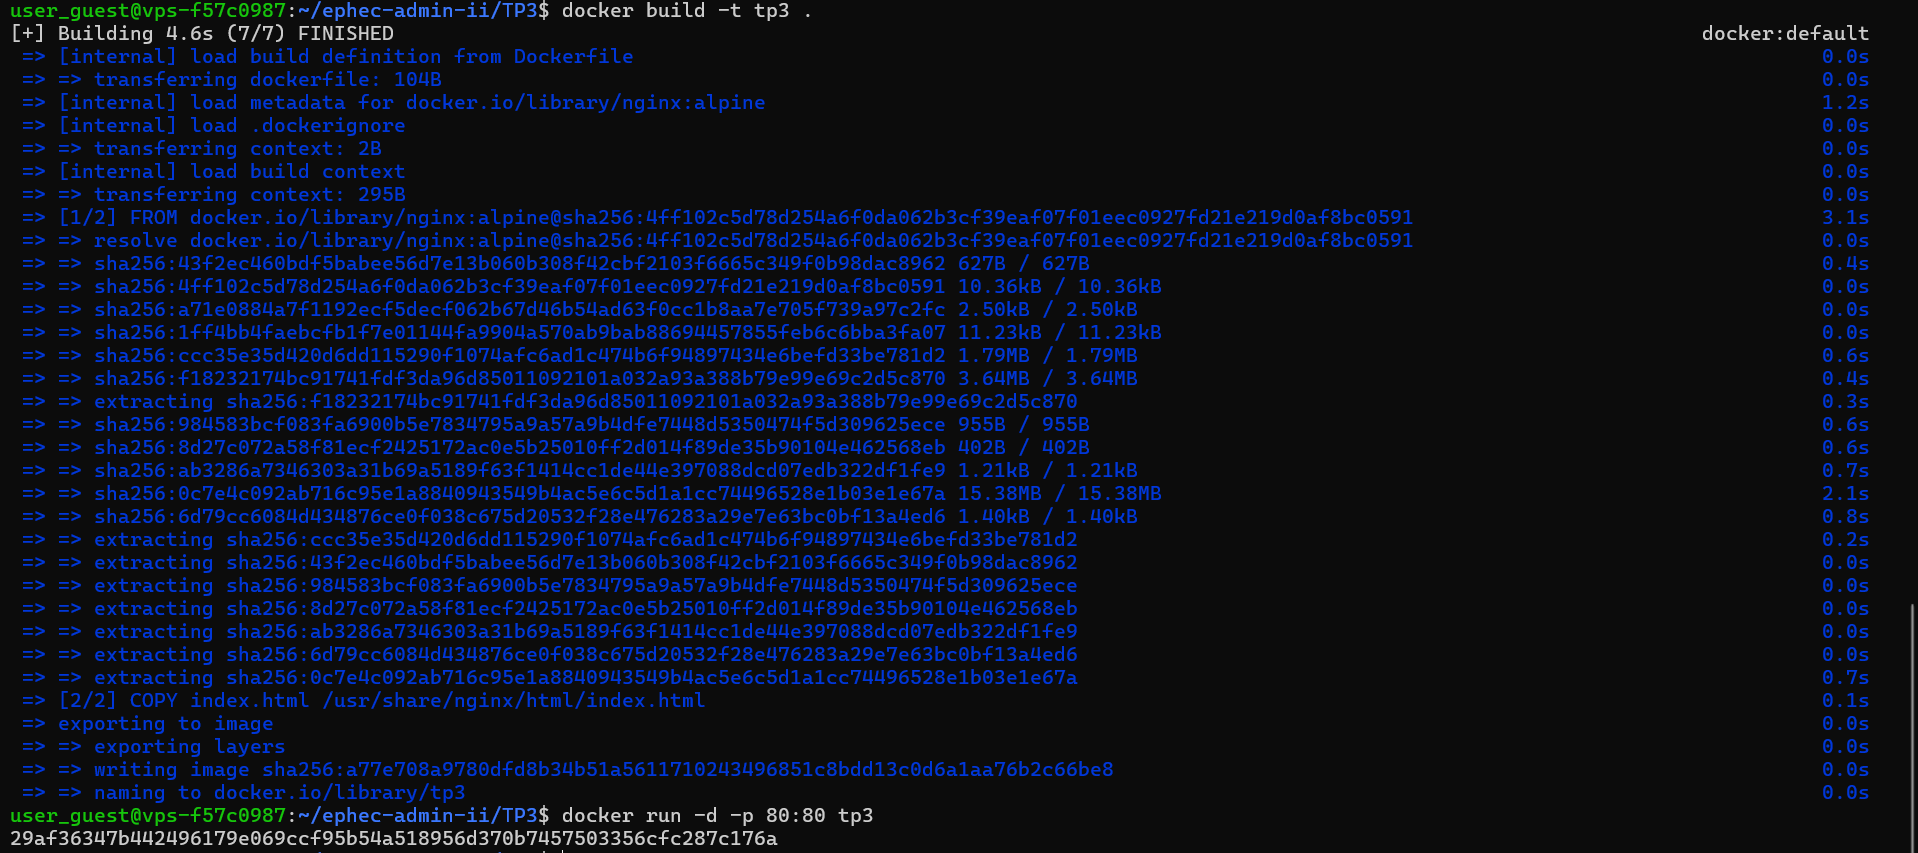 user_guest@vps-f57c0987:~/ephec-admin-ii/TP3$ docker build -t tp3 .
[+] Building 4.6s (7/7) FINISHED docker:default
=> [internal] load build definition from Dockerfile 0.0s
=> => transferring dockerfile: 104B 0.0s
=> [internal] load metadata for docker.io/library/nginx:alpine 1.2s
=> [internal] load .dockerignore 0.0s
=> => transferring context: 2B 0.0s
=> [internal] load build context 0.0s
=> => transferring context: 295B 0.0s
=> [1/2] FROM docker.io/library/nginx:alpine@sha256:4ff102c5d78d254a6f0da062b3cf39eaf07f01eec0927fd21e219d0af8bc0591 3.1s
=> => resolve docker.io/library/nginx:alpine@sha256:4ff102c5d78d254a6f0da062b3cf39eaf07f01eec0927fd21e219d0af8bc0591 0.0s
=> => sha256:43f2ec460bdf5babee56d7e13b060b308f42cbf2103f6665c349f0b98dac8962 627B / 627B 0.4s
=> => sha256:4ff102c5d78d254a6f0da062b3cf39eaf07f01eec0927fd21e219d0af8bc0591 10.36kB / 10.36kB 0.0s
=> => sha256:a71e0884a7f1192ecf5decf062b67d46b54ad63f0cc1b8aa7e705f739a97c2fc 2.50kB / 2.50kB 0.0s
=> => sha256:1ff4bb4faebcfb1f7e01144fa9904a570ab9bab88694457855feb6c6bba3fa07 11.23kB / 11.23kB 0.0s
=> => sha256:ccc35e35d420d6dd115290f1074afc6ad1c474b6f94897434e6befd33be781d2 1.79MB / 1.79MB 0.6s
=> => sha256:f18232174bc91741fdf3da96d85011092101a032a93a388b79e99e69c2d5c870 3.64MB / 3.64MB 0.4s
=> => extracting sha256:f18232174bc91741fdf3da96d85011092101a032a93a388b79e99e69c2d5c870 0.3s
=> => sha256:984583bcf083fa6900b5e7834795a9a57a9b4dfe7448d5350474f5d309625ece 955B / 955B 0.6s
=> => sha256:8d27c072a58f81ecf2425172ac0e5b25010ff2d014f89de35b90104e462568eb 402B / 402B 0.6s
=> => sha256:ab3286a7346303a31b69a5189f63f1414cc1de44e397088dcd07edb322df1fe9 1.21kB / 1.21kB 0.7s
=> => sha256:0c7e4c092ab716c95e1a8840943549b4ac5e6c5d1a1cc74496528e1b03e1e67a 15.38MB / 15.38MB 2.1s
=> => sha256:6d79cc6084d434876ce0f038c675d20532f28e476283a29e7e63bc0bf13a4ed6 1.40kB / 1.40kB 0.8s
=> => extracting sha256:ccc35e35d420d6dd115290f1074afc6ad1c474b6f94897434e6befd33be781d2 0.2s
=> => extracting sha256:43f2ec460bdf5babee56d7e13b060b308f42cbf2103f6665c349f0b98dac8962 0.0s
=> => extracting sha256:984583bcf083fa6900b5e7834795a9a57a9b4dfe7448d5350474f5d309625ece 0.0s
=> => extracting sha256:8d27c072a58f81ecf2425172ac0e5b25010ff2d014f89de35b90104e462568eb 0.0s
=> => extracting sha256:ab3286a7346303a31b69a5189f63f1414cc1de44e397088dcd07edb322df1fe9 0.0s
=> => extracting sha256:6d79cc6084d434876ce0f038c675d20532f28e476283a29e7e63bc0bf13a4ed6 0.0s
=> => extracting sha256:0c7e4c092ab716c95e1a8840943549b4ac5e6c5d1a1cc74496528e1b03e1e67a 0.7s
=> [2/2] COPY index.html /usr/share/nginx/html/index.html 0.1s
=> exporting to image 0.0s
=> => exporting layers 0.0s
=> => writing image sha256:a77e708a9780dfd8b34b51a5611710243496851c8bdd13c0d6a1aa76b2c66be8 0.0s
=> => naming to docker.io/library/tp3 0.0s
user_guest@vps-f57c0987:~/ephec-admin-ii/TP3$ docker run -d -p 80:80 tp3
29af36347b442496179e069ccf95b54a518956d370b7457503356cfc287c176a